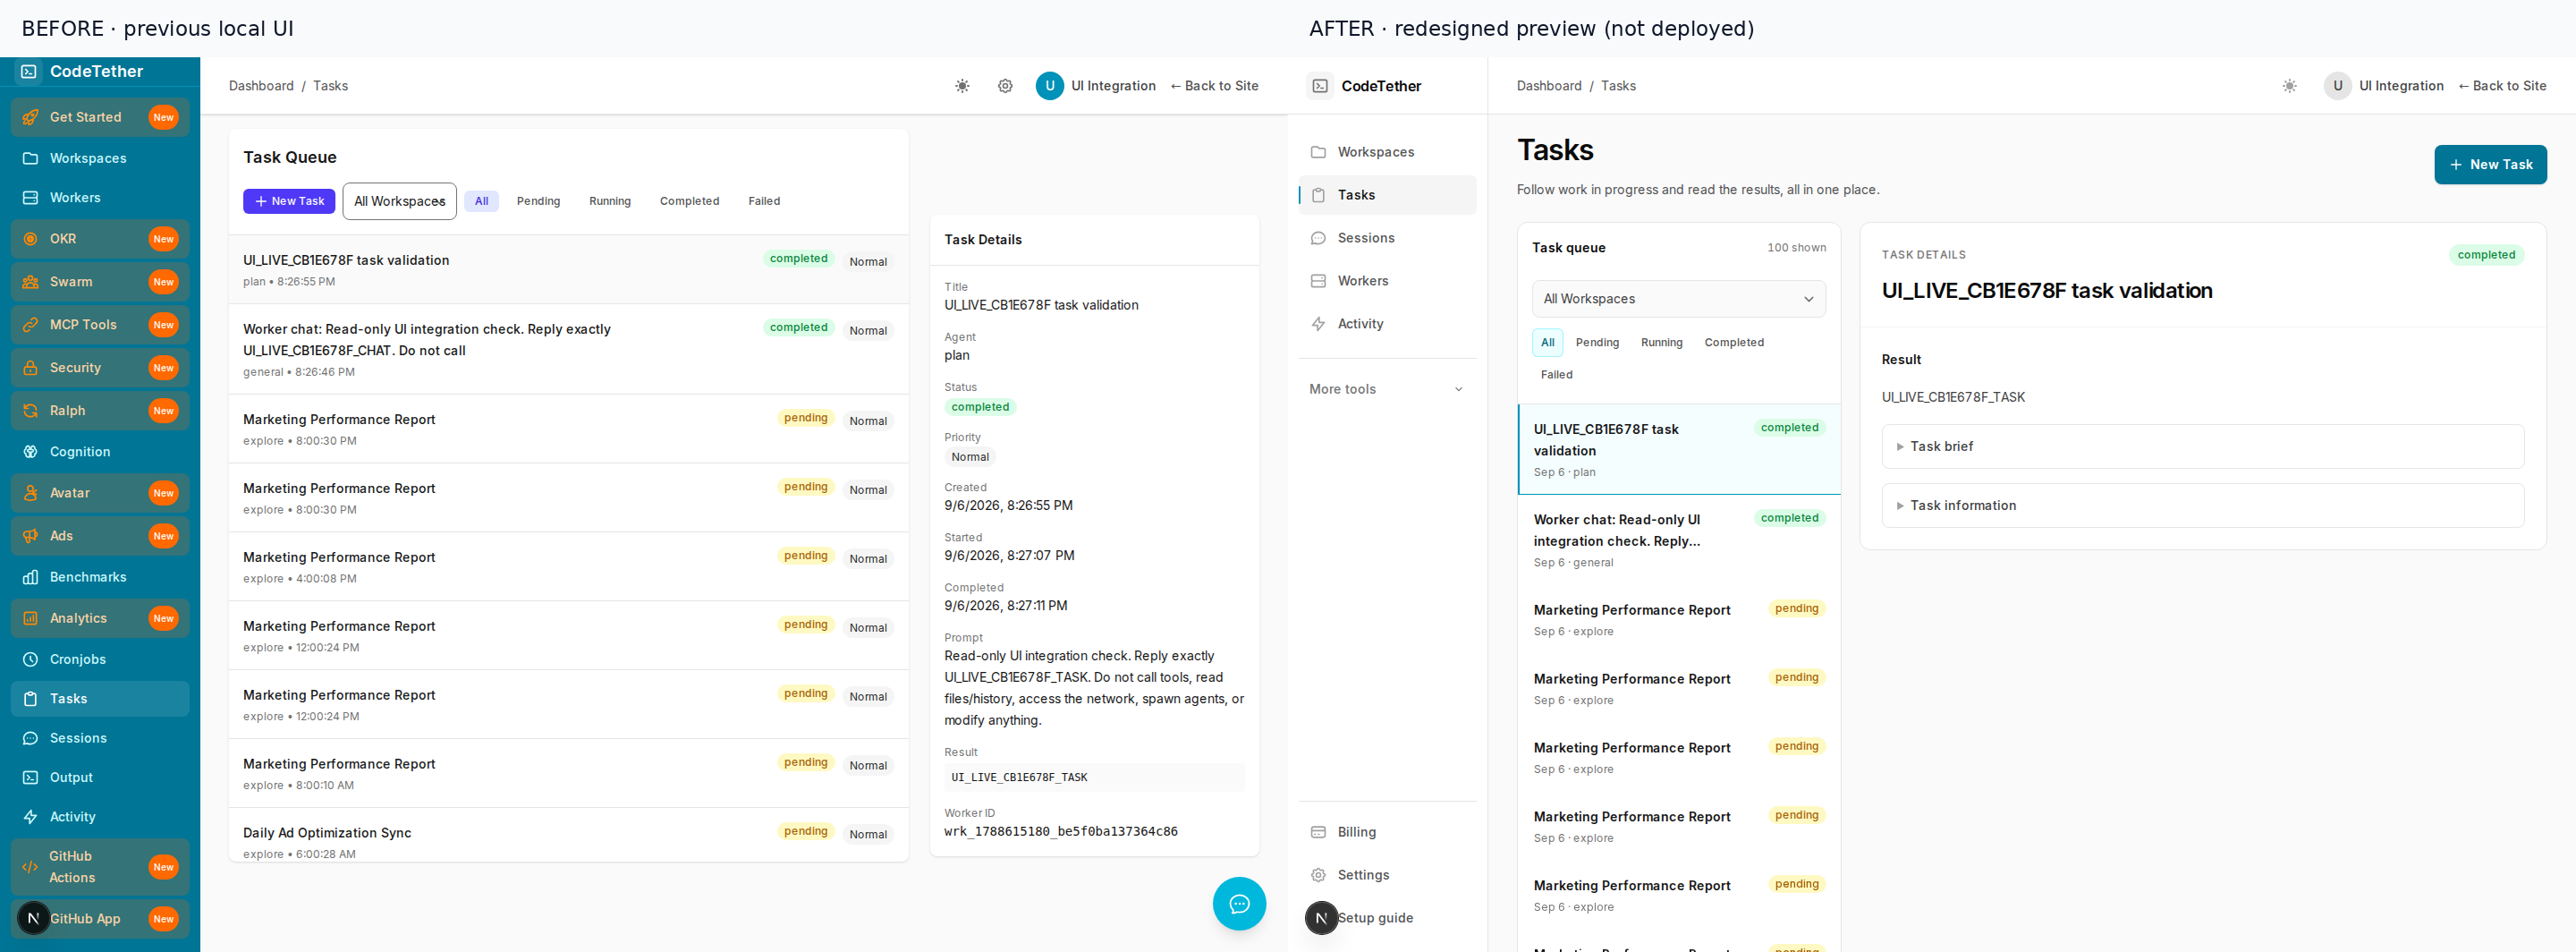 BEFORE · previous local UI
CodeTether
Get Started New
Workspaces
Workers
OKR New
Swarm New
MCP Tools New
Security New
Ralph New
Cognition
Avatar New
Ads New
Benchmarks
Analytics New
Cronjobs
Tasks
Sessions
Output
Activity
GitHub
Actions
New
GitHub App New
Dashboard / Tasks
U UI Integration ← Back to Site
Task Queue
+ New Task All Workspaces All Pending Running Completed Failed
UI_LIVE_CB1E678F task validation completed Normal
plan • 8:26:55 PM
Worker chat: Read-only UI integration check. Reply exactly completed Normal
UI_LIVE_CB1E678F_CHAT. Do not call
general • 8:26:46 PM
Marketing Performance Report pending Normal
explore • 8:00:30 PM
Marketing Performance Report pending Normal
explore • 8:00:30 PM
Marketing Performance Report pending Normal
explore • 4:00:08 PM
Marketing Performance Report pending Normal
explore • 12:00:24 PM
Marketing Performance Report pending Normal
explore • 12:00:24 PM
Marketing Performance Report pending Normal
explore • 8:00:10 AM
Daily Ad Optimization Sync pending Normal
explore • 6:00:28 AM
Task Details
Title
UI_LIVE_CB1E678F task validation
Agent
plan
Status
completed
Priority
Normal
Created
9/6/2026, 8:26:55 PM
Started
9/6/2026, 8:27:07 PM
Completed
9/6/2026, 8:27:11 PM
Prompt
Read-only UI integration check. Reply exactly
UI_LIVE_CB1E678F_TASK. Do not call tools, read
files/history, access the network, spawn agents, or
modify anything.
Result
UI_LIVE_CB1E678F_TASK
Worker ID
wrk_1788615180_be5f0ba137364c86
AFTER · redesigned preview (not deployed)
CodeTether
Workspaces
Tasks
Sessions
Workers
Activity
More tools
Billing
Settings
Setup guide
Dashboard / Tasks
U UI Integration ← Back to Site
Tasks
Follow work in progress and read the results, all in one place.
+ New Task
Task queue 100 shown
All Workspaces
All Pending Running Completed
Failed
UI_LIVE_CB1E678F task completed
validation
Sep 6 · plan
Worker chat: Read-only UI completed
integration check. Reply...
Sep 6 · general
Marketing Performance Report pending
Sep 6 · explore
Marketing Performance Report pending
Sep 6 · explore
Marketing Performance Report pending
Sep 6 · explore
Marketing Performance Report pending
Sep 6 · explore
Marketing Performance Report pending
Sep 6 · explore
TASK DETAILS completed
UI_LIVE_CB1E678F task validation
Result
UI_LIVE_CB1E678F_TASK
Task brief
Task information